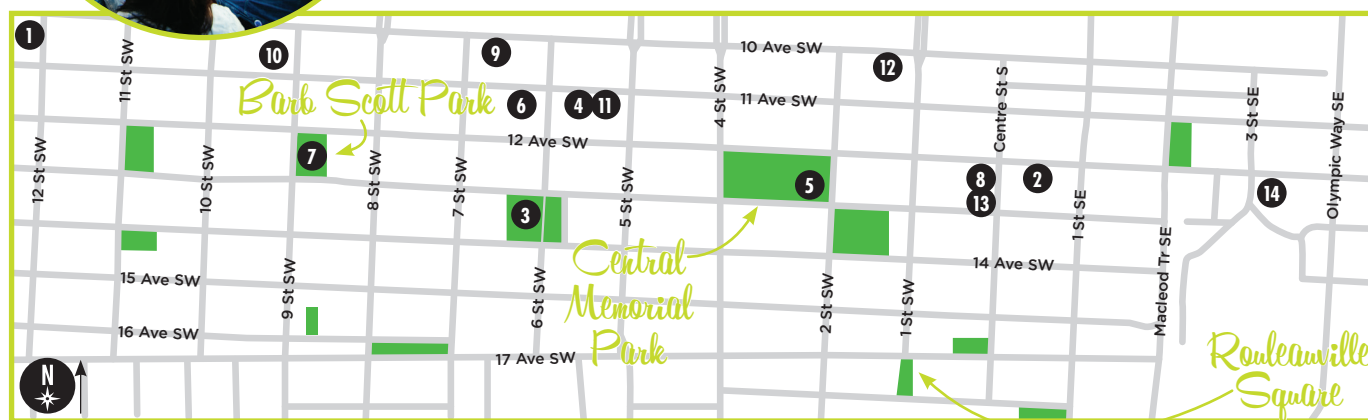 1
10
9
12
10 Ave SW
11 St SW
4 St SW
Centre St S
3 St SE
Olympic Way SE
Barb Scott Park
6
4
11
11 Ave SW
12 Ave SW
7
12 St SW
10 St SW
8 St SW
7 St SW
5 St SW
5
8
2
13
14
1 St SE
3
Central
Memorial
Park
14 Ave SW
15 Ave SW
9 St SW
6 St SW
2 St SW
1 St SW
Macleod Tr SE
16 Ave SW
17 Ave SW
Rouleauville
Square
N